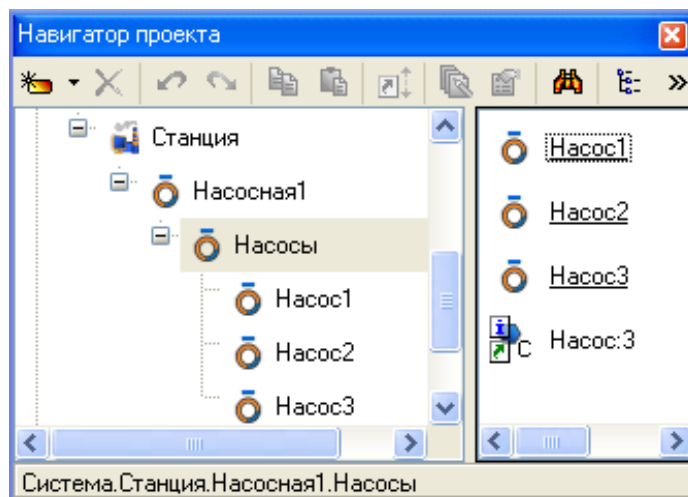 Навигатор проекта
Станция
Насосная1
Насосы
Насос1
Насос2
Насос3
Насос1
Насос2
Насос3
C Насос:3
Система.Станция.Насосная1.Насосы